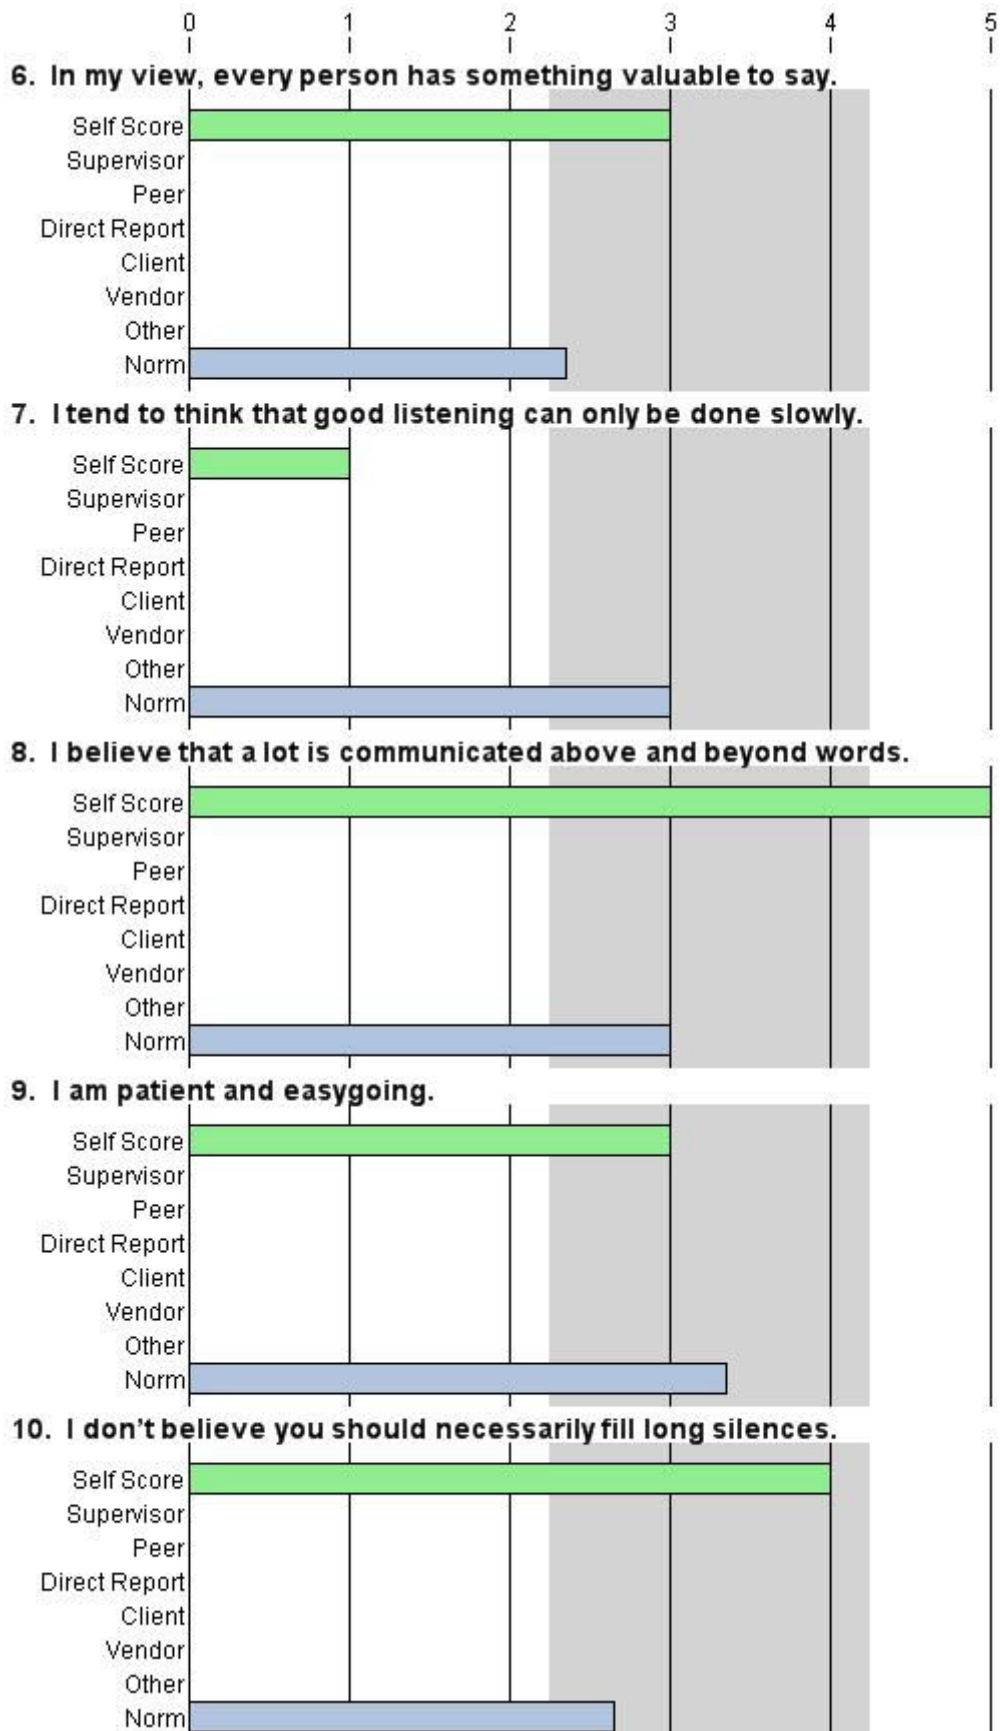 0 1 2 3 4 5
6. In my view, every person has something valuable to say.
Self Score
Supervisor
Peer
Direct Report
Client
Vendor
Other
Norm
7. I tend to think that good listening can only be done slowly.
Self Score
Supervisor
Peer
Direct Report
Client
Vendor
Other
Norm
8. I believe that a lot is communicated above and beyond words.
Self Score
Supervisor
Peer
Direct Report
Client
Vendor
Other
Norm
9. I am patient and easygoing.
Self Score
Supervisor
Peer
Direct Report
Client
Vendor
Other
Norm
10. I don’t believe you should necessarily fill long silences.
Self Score
Supervisor
Peer
Direct Report
Client
Vendor
Other
Norm